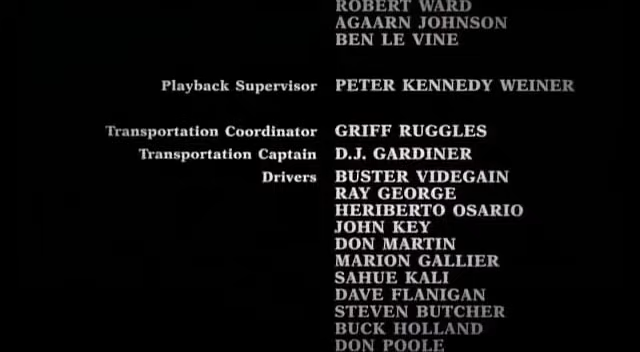 ROBERT WARD
AGAARN JOHNSON
BEN LE VINE
Playback Supervisor PETER KENNEDY WEINER
Transportation Coordinator GRIFF RUGGLES
Transportation Captain D.J. GARDINER
Drivers BUSTER VIDEGAIN
RAY GEORGE
HERIBERTO OSARIO
JOHN KEY
DON MARTIN
MARION GALLIER
SAHUE KALI
DAVE FLANIGAN
STEVEN BUTCHER
BUCK HOLLAND
DON POOLE